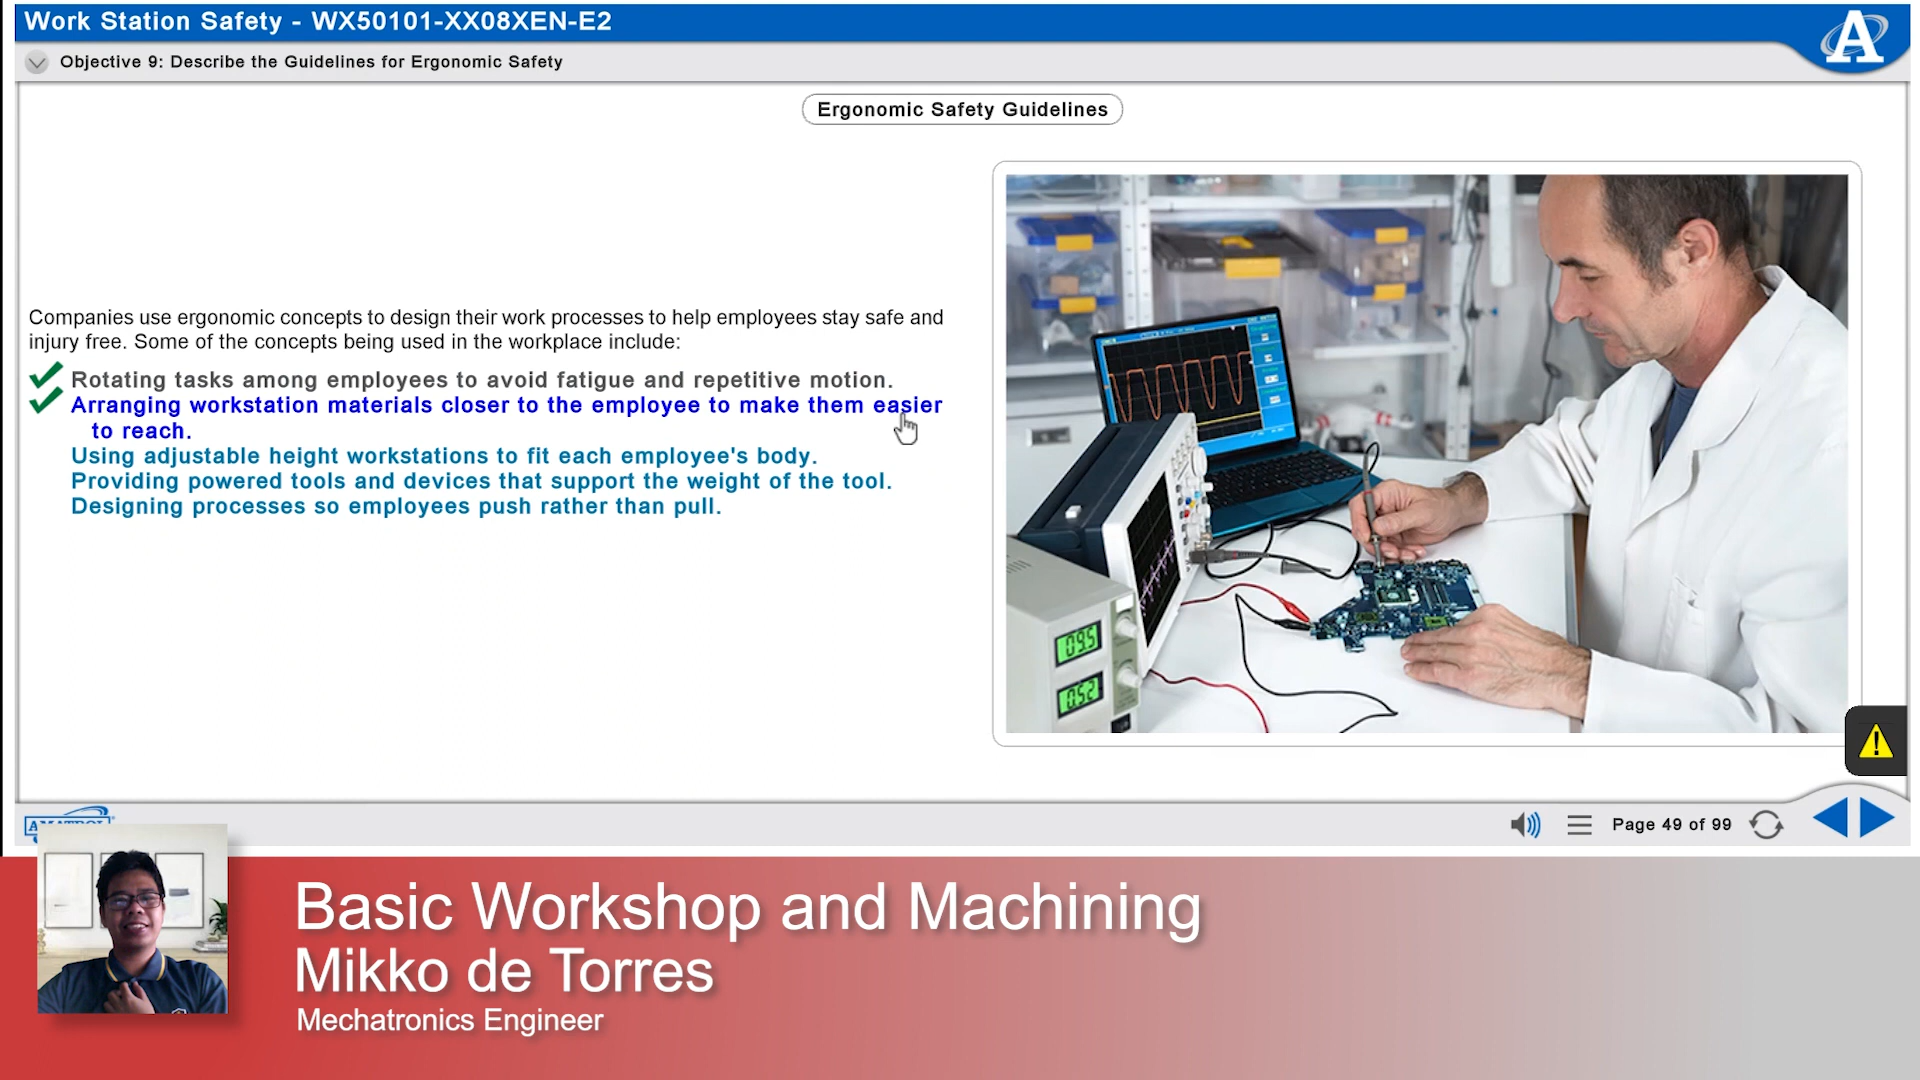 Work Station Safety - WX50101-XX08XEN-E2
Objective 9: Describe the Guidelines for Ergonomic Safety
Ergonomic Safety Guidelines
Companies use ergonomic concepts to design their work processes to help employees stay safe and
injury free. Some of the concepts being used in the workplace include:
Rotating tasks among employees to avoid fatigue and repetitive motion.
Arranging workstation materials closer to the employee to make them easier
to reach.
Using adjustable height workstations to fit each employee's body.
Providing powered tools and devices that support the weight of the tool.
Designing processes so employees push rather than pull.
09.5
05.2
Page 49 of 99
Basic Workshop and Machining
Mikko de Torres
Mechatronics Engineer